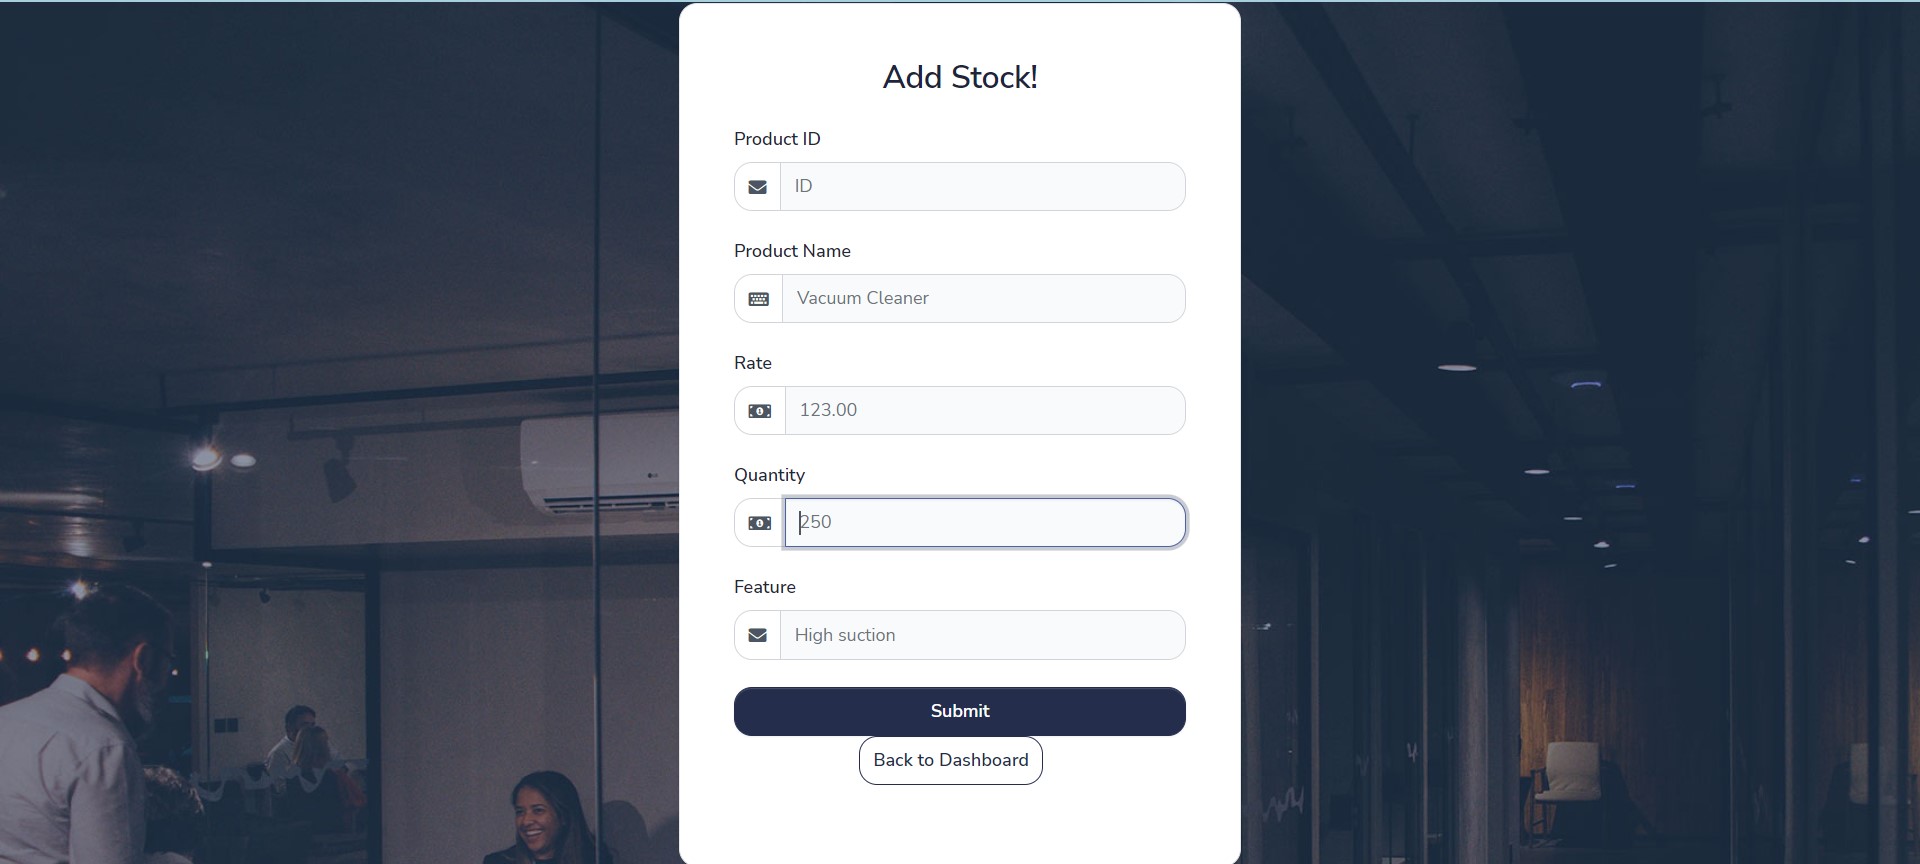 Add Stock!
Product ID
ID
Product Name
Vacuum Cleaner
Rate
123.00
Quantity
250
Feature
High suction
Submit
Back to Dashboard